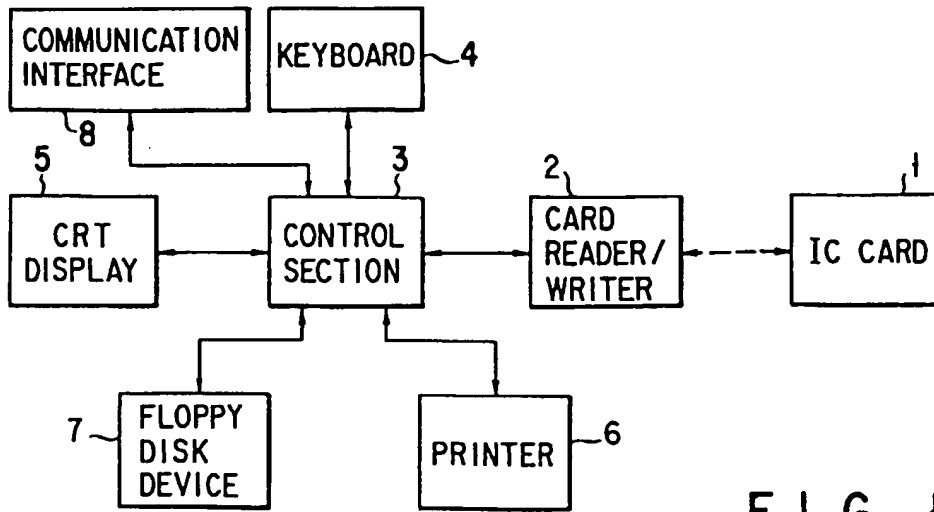 COMMUNICATION
INTERFACE
8
KEYBOARD
4
5
CRT
DISPLAY
3
CONTROL
SECTION
2
CARD
READER/
WRITER
1
IC CARD
7
FLOPPY
DISK
DEVICE
PRINTER
6
FIG.